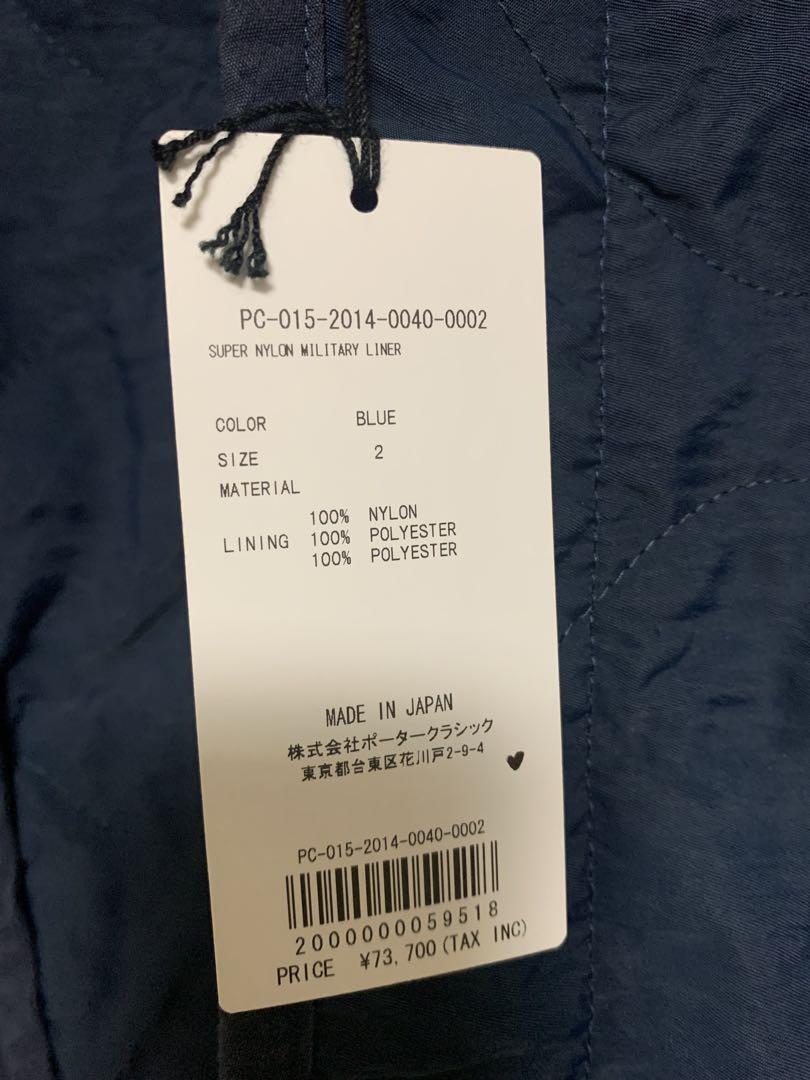 PC-015-2014-0040-0002
SUPER NYLON MILITARY LINER
COLOR BLUE
SIZE 2
MATERIAL
100% NYLON
LINING 100% POLYESTER
100% POLYESTER
MADE IN JAPAN
株式会社ポータークラシック
東京都台東区花川戸2-9-4
PC-015-2014-0040-0002
2000000059518
PRICE ¥73,700(TAX INC)